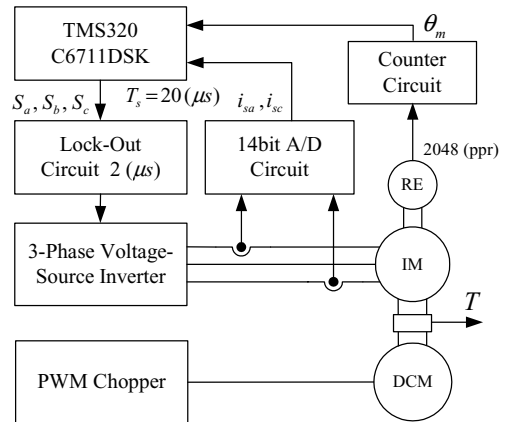 TMS320
C6711DSK
θm
Counter
Circuit
Sa, Sb, Sc
Ts = 20 (μs)
isa, isc
Lock-Out
Circuit 2 (μs)
14bit A/D
Circuit
2048 (ppr)
RE
3-Phase Voltage-
Source Inverter
IM
T
PWM Chopper
DCM